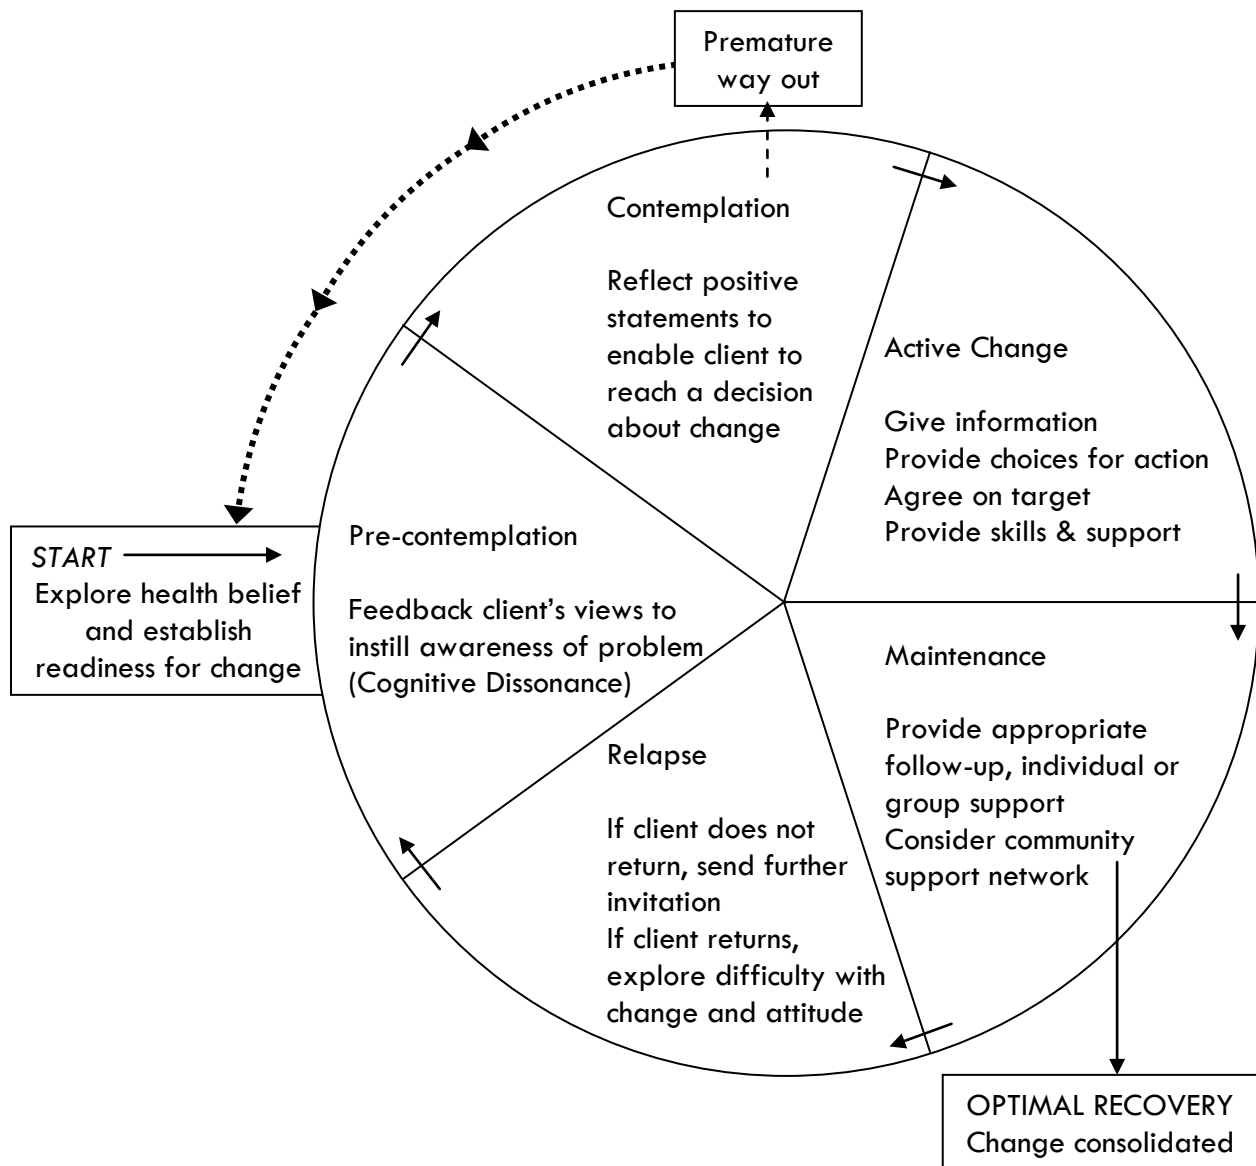 Premature
way out
Contemplation
Reflect positive
statements to
enable client to
reach a decision
about change
Active Change
Give information
Provide choices for action
Agree on target
Provide skills & support
START
Explore health belief
and establish
readiness for change
Pre-contemplation
Feedback client’s views to
instill awareness of problem
(Cognitive Dissonance)
Maintenance
Provide appropriate
follow-up, individual or
group support
Consider community
support network
Relapse
If client does not
return, send further
invitation
If client returns,
explore difficulty with
change and attitude
OPTIMAL RECOVERY
Change consolidated